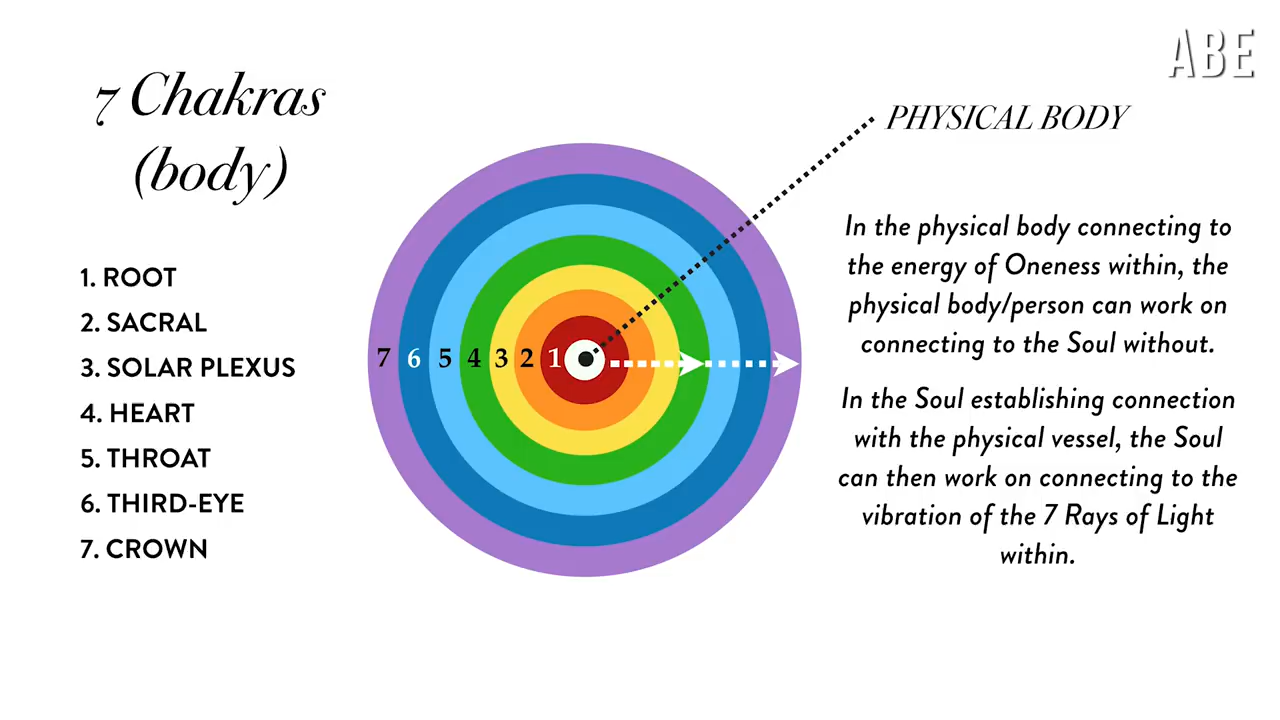 ABE
7 Chakras
(body)
PHYSICAL BODY
1. ROOT
2. SACRAL
3. SOLAR PLEXUS
4. HEART
5. THROAT
6. THIRD-EYE
7. CROWN
7 6 5 4 3 2 1
In the physical body connecting to
the energy of Oneness within, the
physical body/person can work on
connecting to the Soul without.
In the Soul establishing connection
with the physical vessel, the Soul
can then work on connecting to the
vibration of the 7 Rays of Light
within.